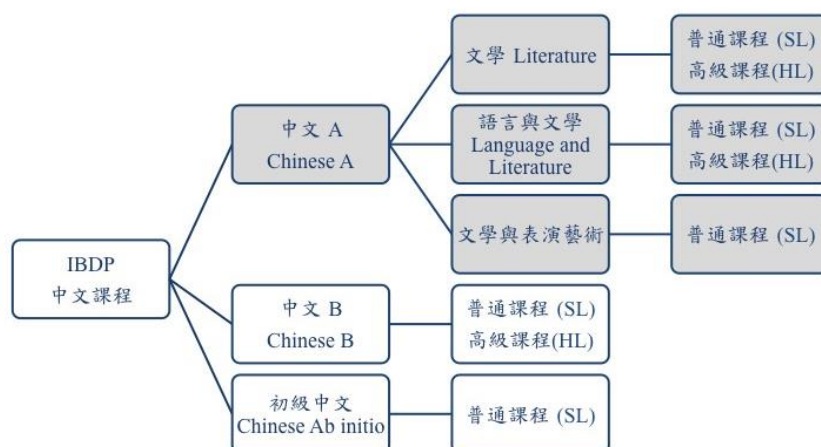 IBDP
中文課程
中文 A
Chinese A
文學 Literature
普通課程 (SL)
高級課程(HL)
語言與文學
Language and
Literature
普通課程 (SL)
高級課程(HL)
文學與表演藝術
普通課程 (SL)
中文 B
Chinese B
普通課程 (SL)
高級課程(HL)
初級中文
Chinese Ab initio
普通課程 (SL)